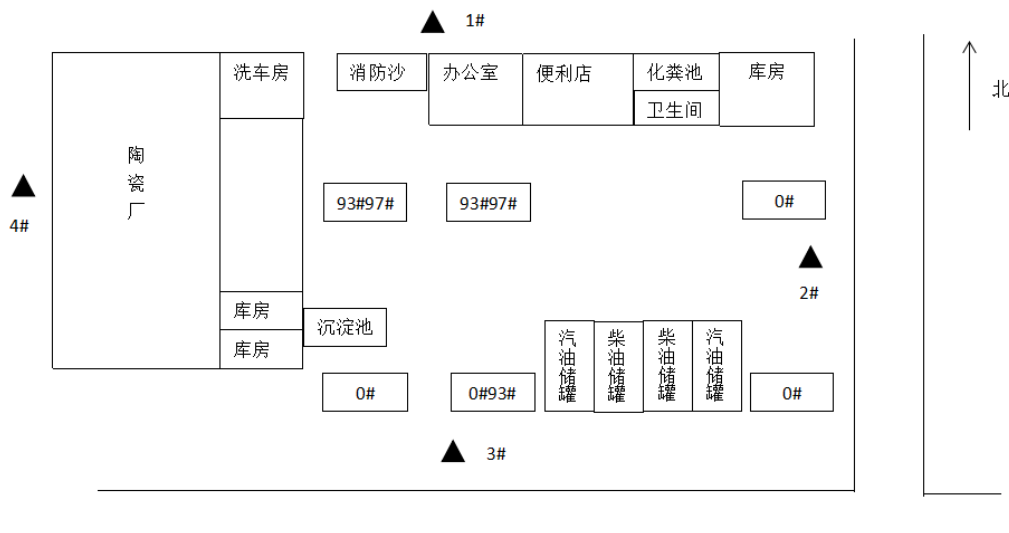 1#
洗车房
消防沙
办公室
便利店
化粪池
库房
卫生间
北
陶瓷厂
93#97#
93#97#
0#
4#
2#
库房
沉淀池
库房
汽油储罐
柴油储罐
柴油储罐
汽油储罐
0#
0#93#
0#
3#